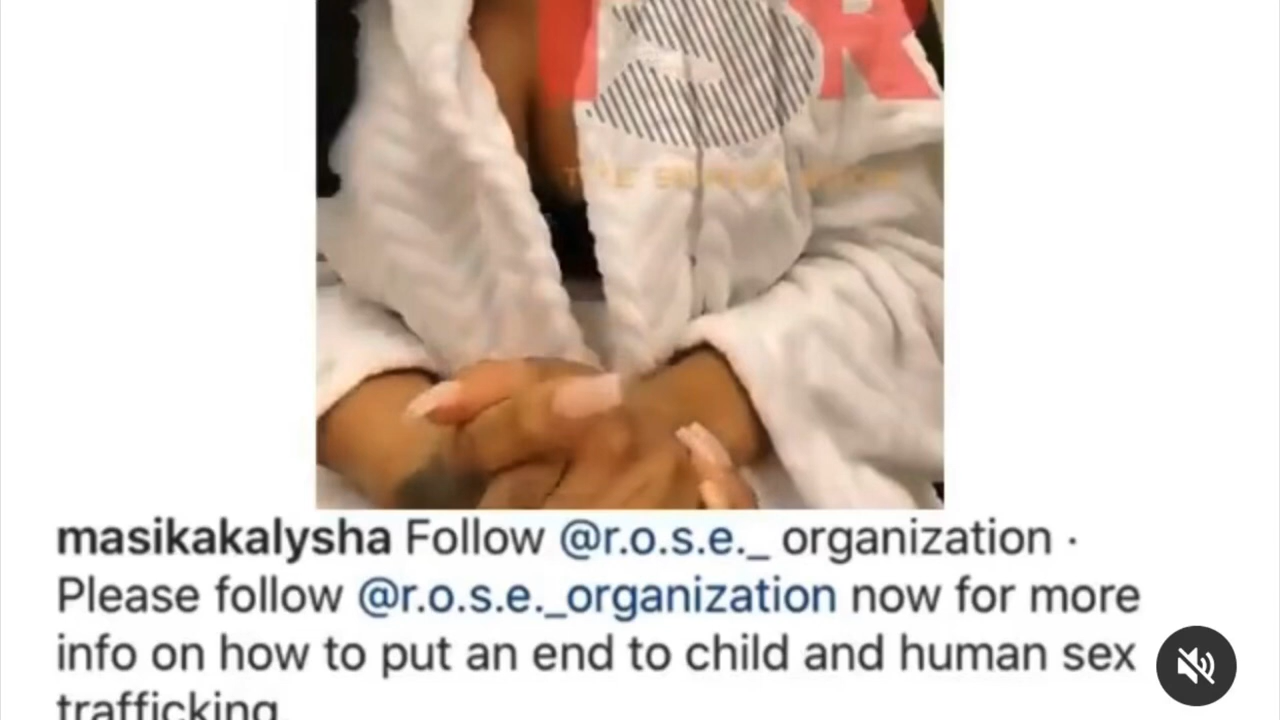 SR
masikakalysha Follow @r.o.s.e._ organization ·
Please follow @r.o.s.e._organization now for more
info on how to put an end to child and human sex
trafficking.